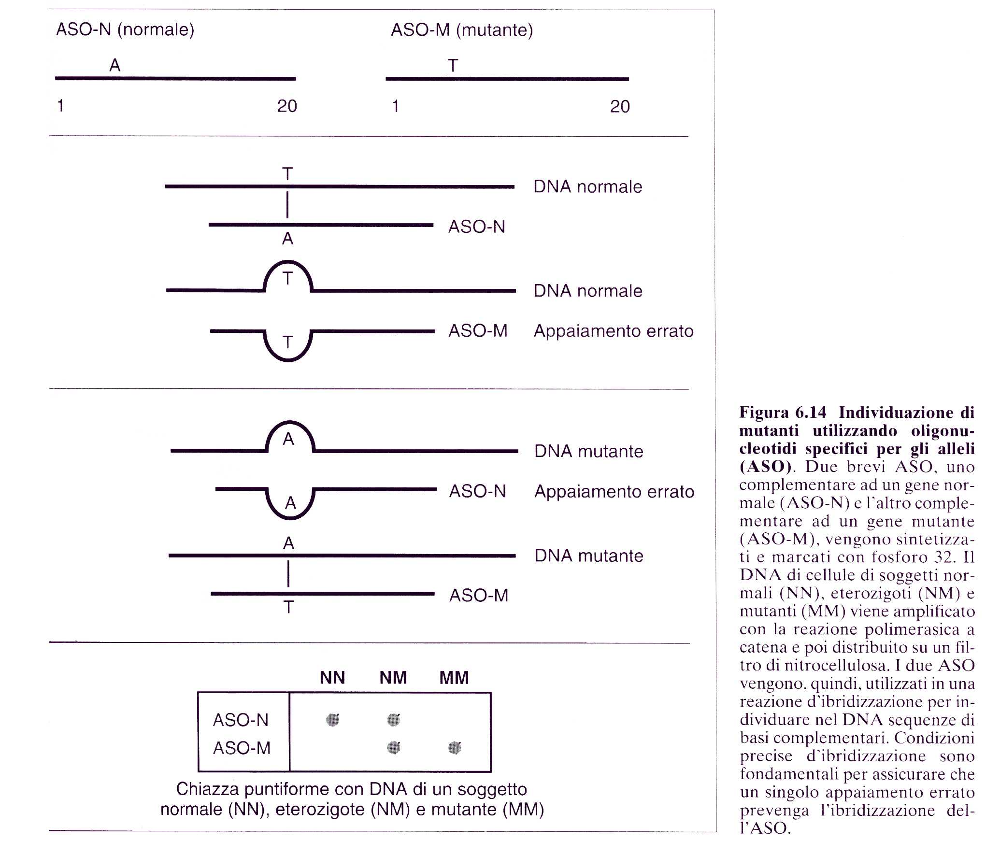 ASO-N (normale) ASO-M (mutante)
A T
1 20 1 20
T
DNA normale
ASO-N
A
T
DNA normale
ASO-M Appaiamento errato
T
A
DNA mutante
ASO-N Appaiamento errato
A
A
DNA mutante
ASO-M
T
NN NM MM
ASO-N
ASO-M
Chiazza puntiforme con DNA di un soggetto
normale (NN), eterozigote (NM) e mutante (MM)
Figura 6.14 Individuazione di
mutanti utilizzando oligonu-
cleotidi specifici per gli alleli
(ASO). Due brevi ASO, uno
complementare ad un gene nor-
male (ASO-N) e l'altro comple-
mentare ad un gene mutante
(ASO-M), vengono sintetizza-
ti e marcati con fosforo 32. Il
DNA di cellule di soggetti nor-
mali (NN), eterozigoti (NM) e
mutanti (MM) viene amplificato
con la reazione polimerasica a
catena e poi distribuito su un fil-
tro di nitrocellulosa. I due ASO
vengono, quindi, utilizzati in una
reazione d'ibridizzazione per in-
dividuare nel DNA sequenze di
basi complementari. Condizioni
precise d'ibridizzazione sono
fondamentali per assicurare che
un singolo appaiamento errato
prevenga l'ibridizzazione del-
l'ASO.